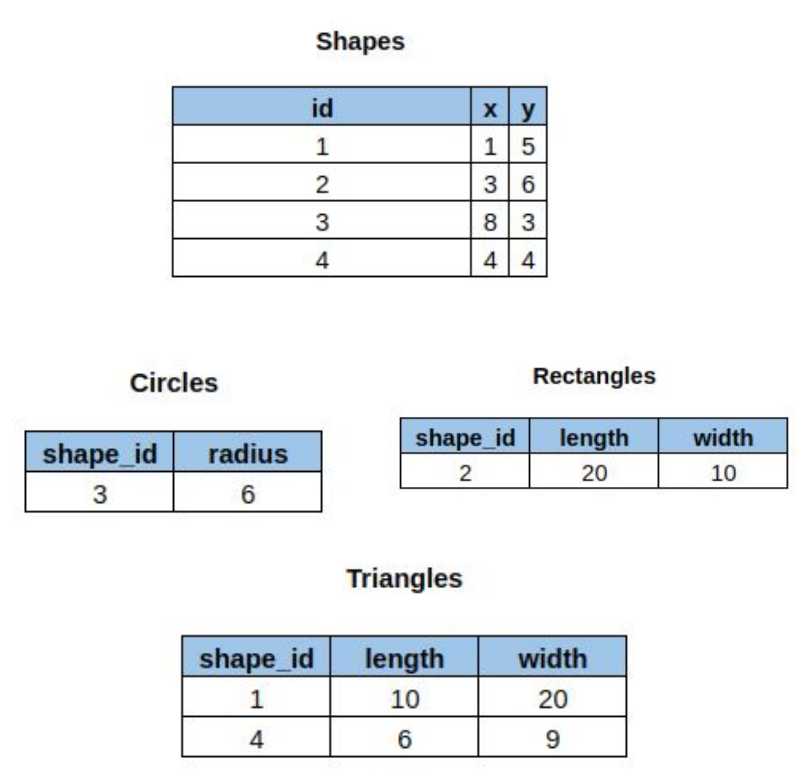 Shapes
id x y
1 1 5
2 3 6
3 8 3
4 4 4
Circles
shape_id radius
3 6
Rectangles
shape_id length width
2 20 10
Triangles
shape_id length width
1 10 20
4 6 9